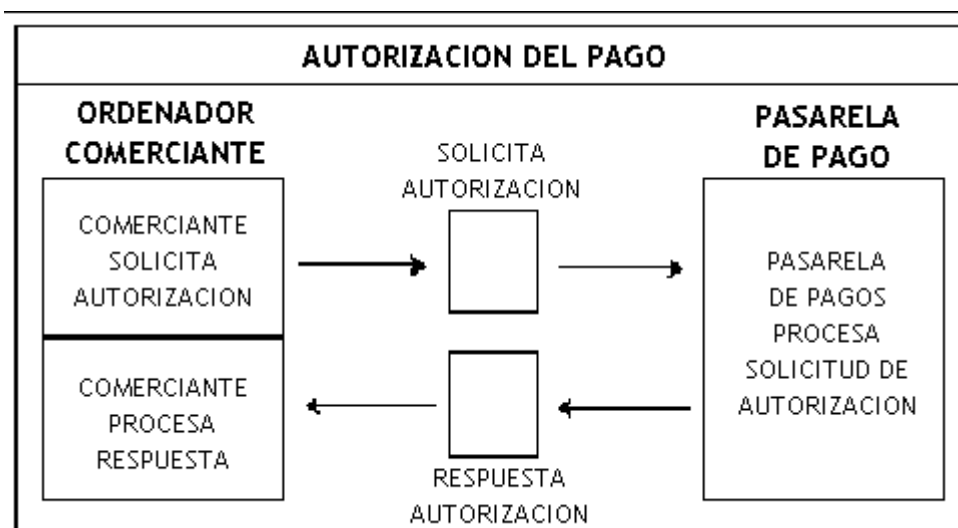 AUTORIZACION DEL PAGO
ORDENADOR
COMERCIANTE
SOLICITA
AUTORIZACION
PASARELA
DE PAGO
COMERCIANTE
SOLICITA
AUTORIZACION
COMERCIANTE
PROCESA
RESPUESTA
RESPUESTA
AUTORIZACION
PASARELA
DE PAGOS
PROCESA
SOLICITUD DE
AUTORIZACION